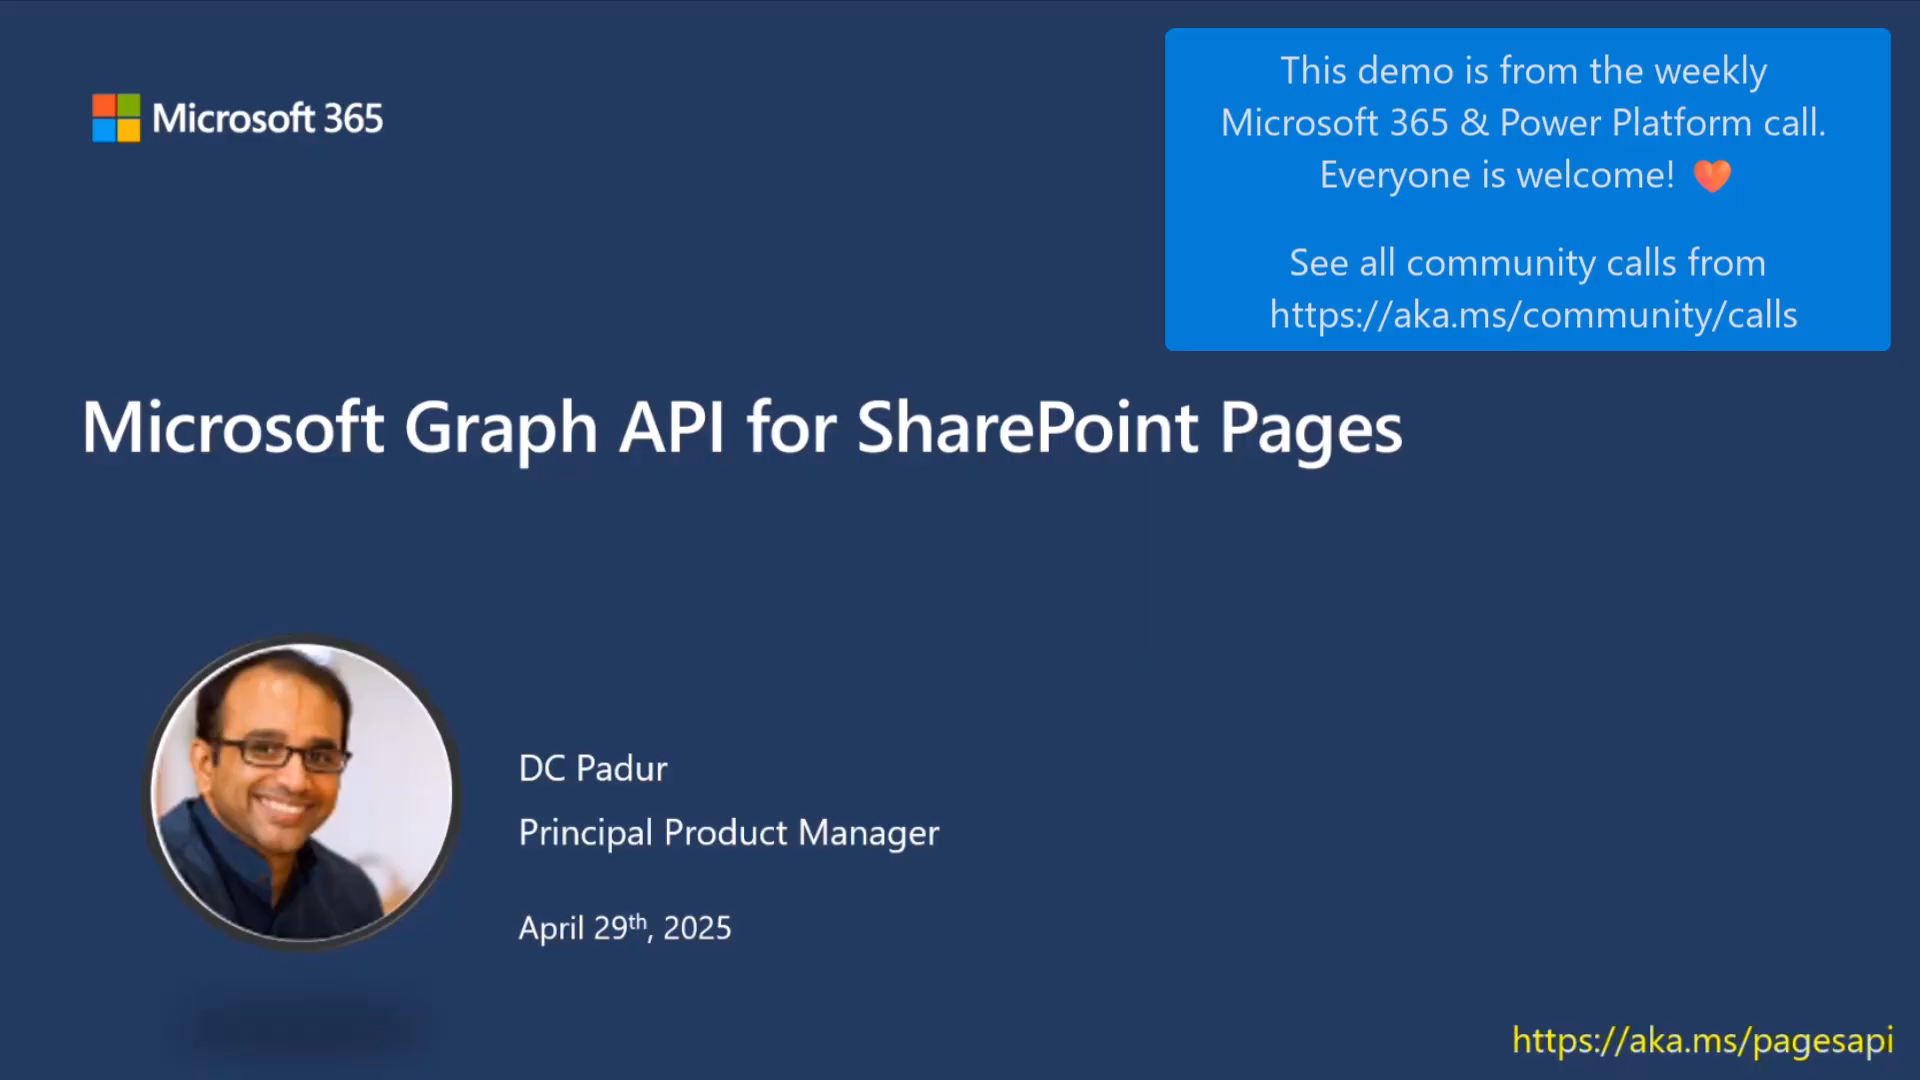 Microsoft 365
This demo is from the weekly
Microsoft 365 & Power Platform call.
Everyone is welcome! ❤️
See all community calls from
https://aka.ms/community/calls
Microsoft Graph API for SharePoint Pages
DC Padur
Principal Product Manager
April 29th, 2025
https://aka.ms/pagesapi